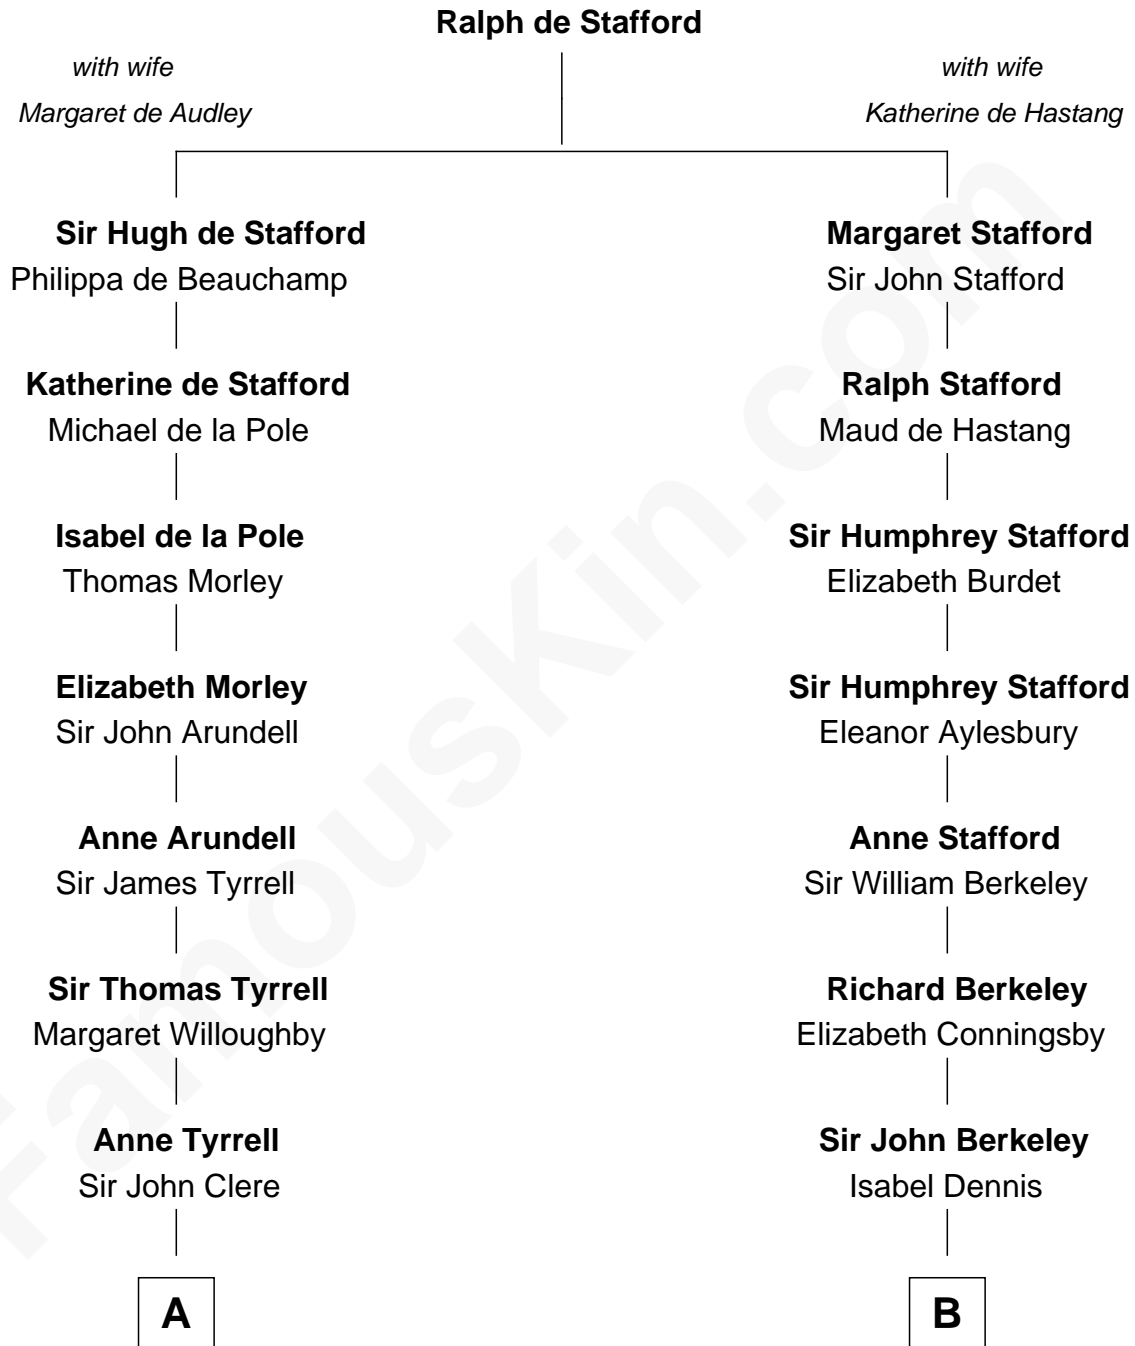 Ralph de Stafford
with wife
Margaret de Audley
with wife
Katherine de Hastang
Sir Hugh de Stafford
Philippa de Beauchamp
Katherine de Stafford
Michael de la Pole
Isabel de la Pole
Thomas Morley
Elizabeth Morley
Sir John Arundell
Anne Arundell
Sir James Tyrrell
Sir Thomas Tyrrell
Margaret Willoughby
Anne Tyrrell
Sir John Clere
A
Margaret Stafford
Sir John Stafford
Ralph Stafford
Maud de Hastang
Sir Humphrey Stafford
Elizabeth Burdet
Sir Humphrey Stafford
Eleanor Aylesbury
Anne Stafford
Sir William Berkeley
Richard Berkeley
Elizabeth Conningsby
Sir John Berkeley
Isabel Dennis
B
FamousKin.com